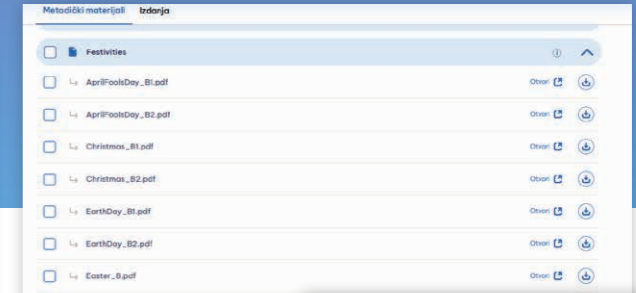 Metodički materijali Izdanja
Festivities
AprilFoolsDay_B1.pdf Otvori
AprilFoolsDay_B2.pdf Otvori
Christmas_B1.pdf Otvori
Christmas_B2.pdf Otvori
EarthDay_B1.pdf Otvori
EarthDay_B2.pdf Otvori
Easter_B.pdf Otvori